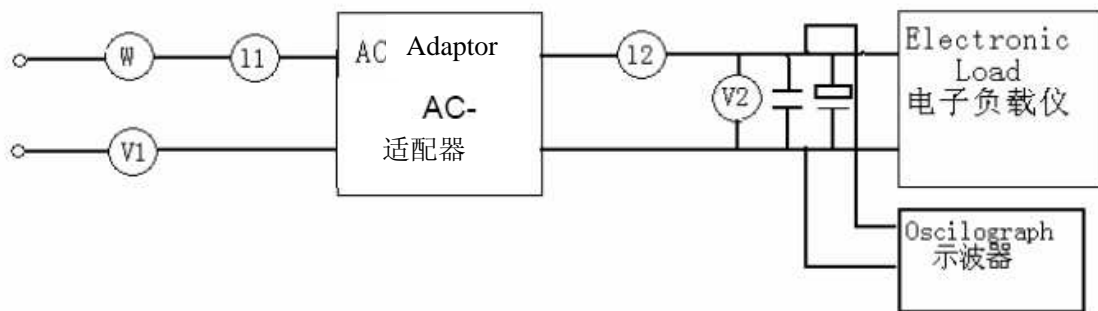 W
11
V1
AC Adaptor
AC-
适配器
12
V2
Electronic
Load
电子负载仪
Oscilograph
示波器